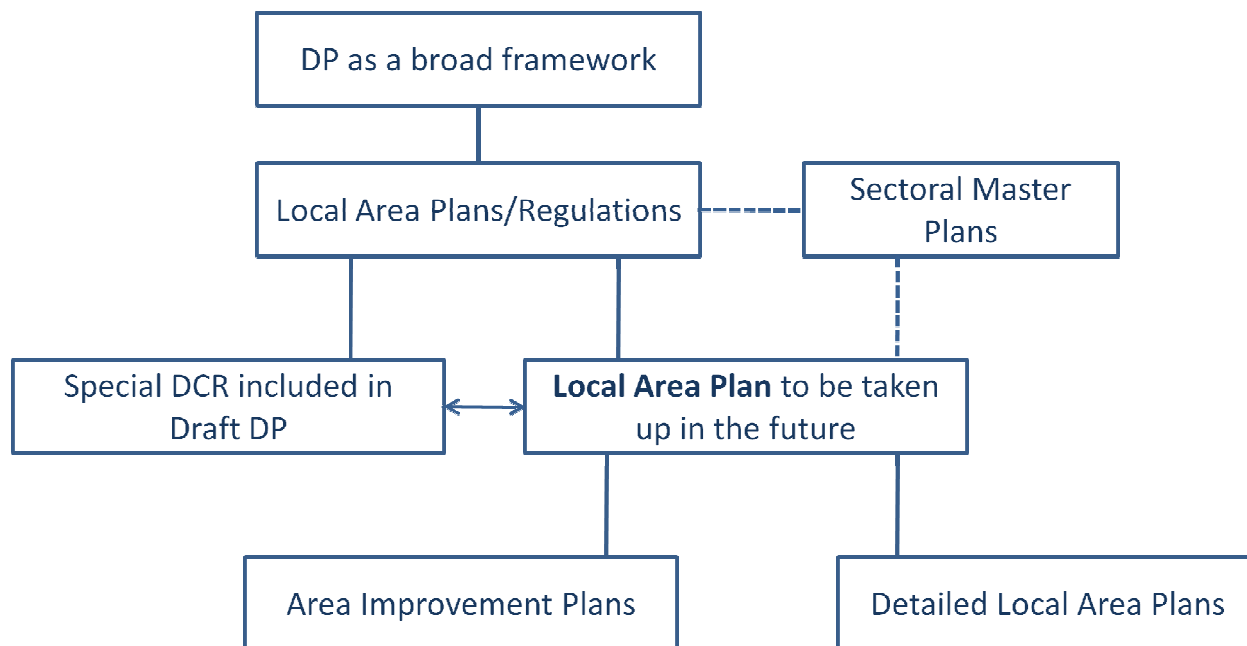 DP as a broad framework
Local Area Plans/Regulations
Sectoral Master
Plans
Special DCR included in
Draft DP
Local Area Plan to be taken
up in the future
Area Improvement Plans
Detailed Local Area Plans